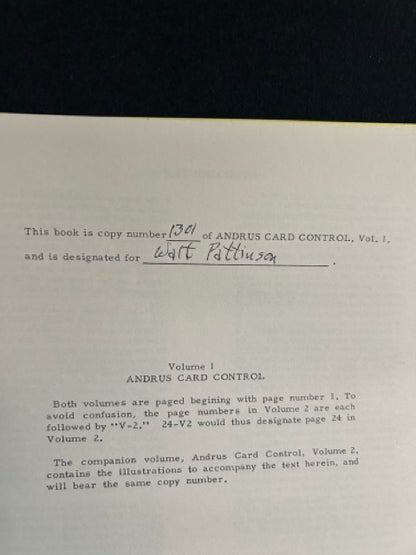 This book is copy number 1301 of ANDRUS CARD CONTROL, Vol. 1,
and is designated for Walt Pattinson .
Volume 1
ANDRUS CARD CONTROL
Both volumes are paged begining with page number 1. To
avoid confusion, the page numbers in Volume 2 are each
followed by "V-2." 24-V2 would thus designate page 24 in
Volume 2.
The companion volume, Andrus Card Control, Volume 2,
contains the illustrations to accompany the text herein, and
will bear the same copy number.